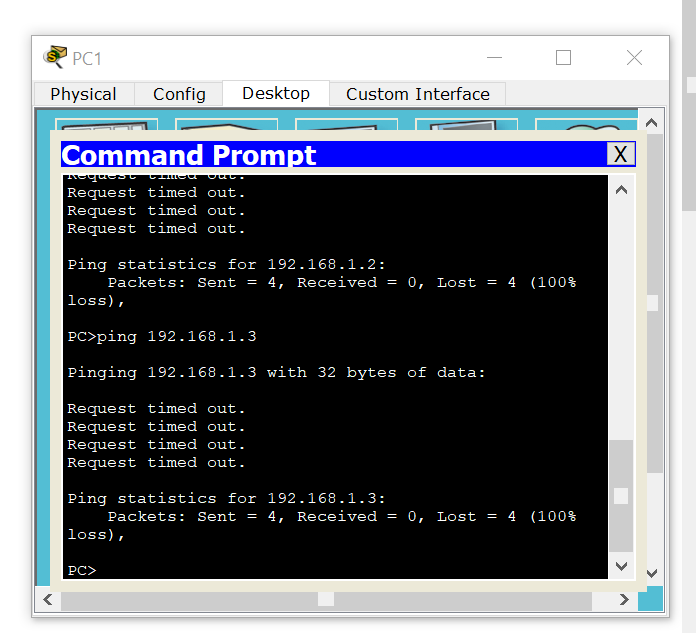 PC1
Physical Config Desktop Custom Interface
Command Prompt X
Request timed out.
Request timed out.
Request timed out.
Request timed out.
Ping statistics for 192.168.1.2:
Packets: Sent = 4, Received = 0, Lost = 4 (100%
loss),
PC>ping 192.168.1.3
Pinging 192.168.1.3 with 32 bytes of data:
Request timed out.
Request timed out.
Request timed out.
Request timed out.
Ping statistics for 192.168.1.3:
Packets: Sent = 4, Received = 0, Lost = 4 (100%
loss),
PC>